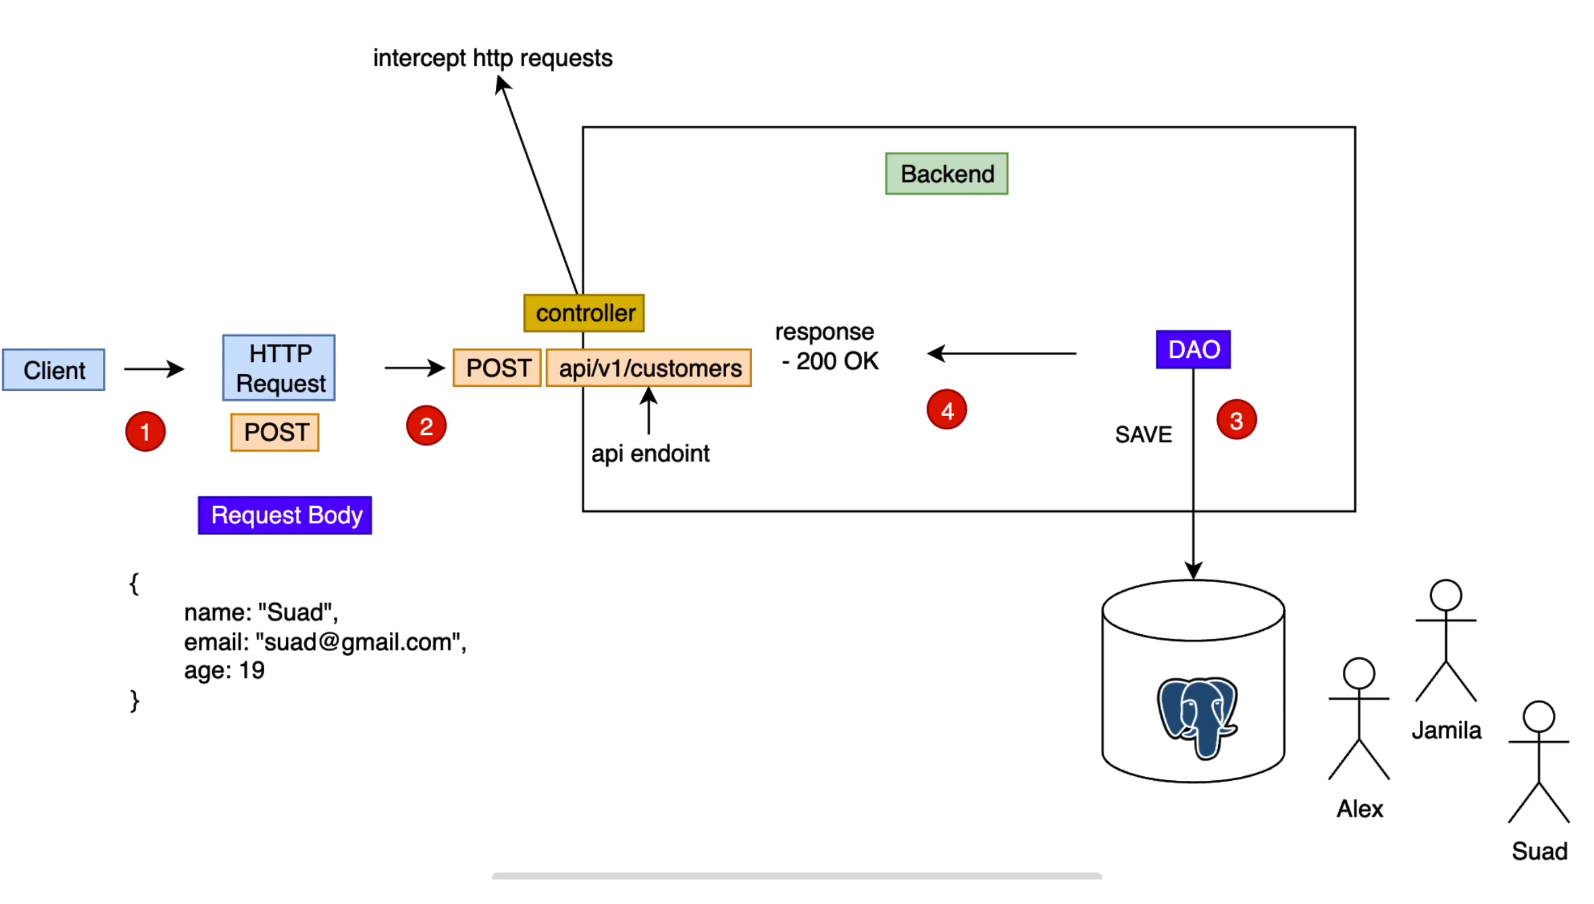 intercept http requests
Backend
controller
Client
HTTP
Request
POST
POST
api/v1/customers
response
- 200 OK
DAO
1
2
4
3
SAVE
api endoint
Request Body
{
name: "Suad",
email: "suad@gmail.com",
age: 19
}
Jamila
Alex
Suad